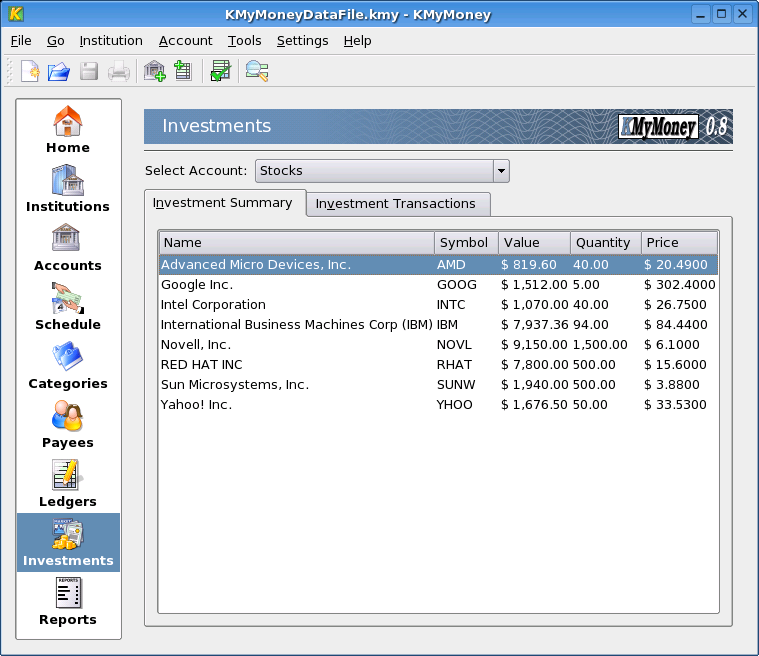 KMyMoneyDataFile.kmy - KMyMoney
File Go Institution Account Tools Settings Help
Home
Institutions
Accounts
Schedule
Categories
Payees
Ledgers
Investments
REPORTS
Reports
Investments
KMyMoney 0.8
Select Account: Stocks
Investment Summary Investment Transactions
Name Symbol Value Quantity Price
Advanced Micro Devices, Inc. AMD $ 819.60 40.00 $ 20.4900
Google Inc. GOOG $ 1,512.00 5.00 $ 302.4000
Intel Corporation INTC $ 1,070.00 40.00 $ 26.7500
International Business Machines Corp (IBM) IBM $ 7,937.36 94.00 $ 84.4400
Novell, Inc. NOVL $ 9,150.00 1,500.00 $ 6.1000
RED HAT INC RHAT $ 7,800.00 500.00 $ 15.6000
Sun Microsystems, Inc. SUNW $ 1,940.00 500.00 $ 3.8800
Yahoo! Inc. YHOO $ 1,676.50 50.00 $ 33.5300